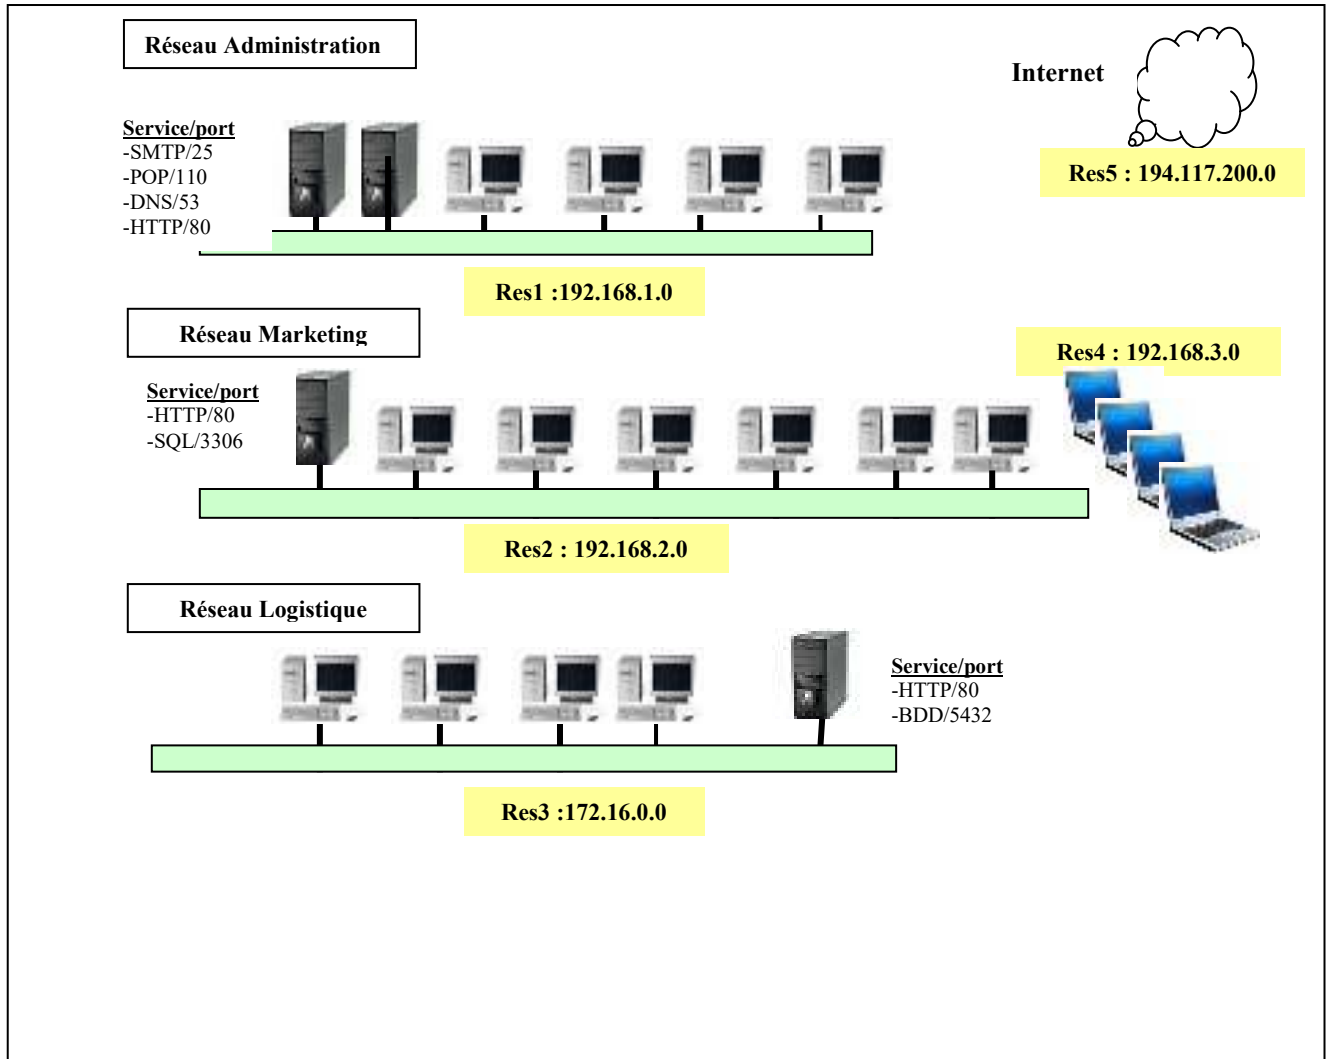 Réseau Administration
Internet
Service/port
-SMTP/25
-POP/110
-DNS/53
-HTTP/80
Res5 : 194.117.200.0
Res1 :192.168.1.0
Réseau Marketing
Res4 : 192.168.3.0
Service/port
-HTTP/80
-SQL/3306
Res2 : 192.168.2.0
Réseau Logistique
Service/port
-HTTP/80
-BDD/5432
Res3 :172.16.0.0